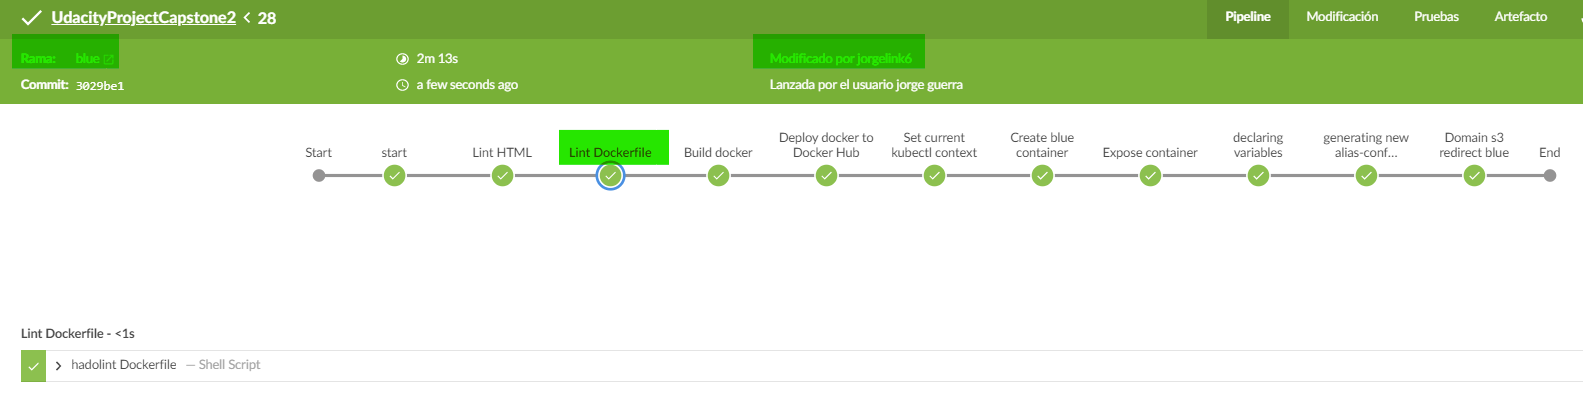 UdacityProjectCapstone2 < 28
Pipeline Modificación Pruebas Artefacto
Rama: blue 2m 13s Modificado por jorgelink6
Commit: 3029be1 a few seconds ago Lanzada por el usuario jorge guerra
Start
start
Lint HTML
Lint Dockerfile
Build docker
Deploy docker to
Docker Hub
Set current
kubectl context
Create blue
container
Expose container
declaring
variables
generating new
alias-conf...
Domain s3
redirect blue
End
Lint Dockerfile - <1s
hadolint Dockerfile — Shell Script